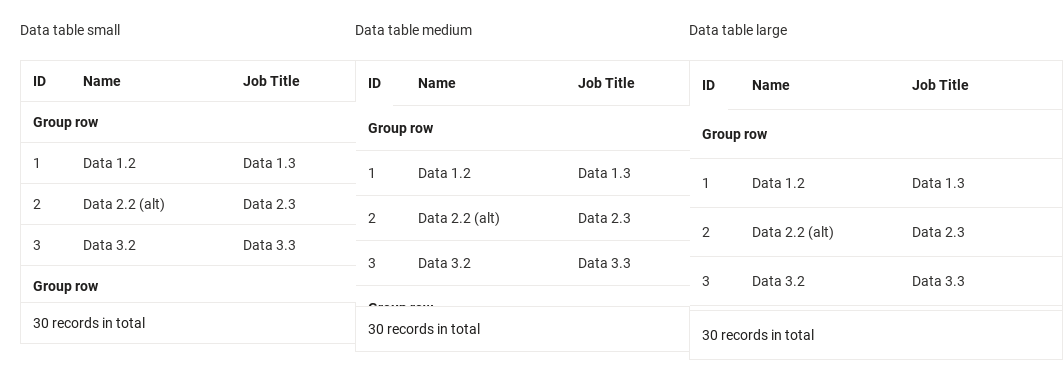 Data table small
ID Name Job Title
Group row
1 Data 1.2 Data 1.3
2 Data 2.2 (alt) Data 2.3
3 Data 3.2 Data 3.3
Group row
30 records in total
Data table medium
ID Name Job Title
Group row
1 Data 1.2 Data 1.3
2 Data 2.2 (alt) Data 2.3
3 Data 3.2 Data 3.3
30 records in total
Data table large
ID Name Job Title
Group row
1 Data 1.2 Data 1.3
2 Data 2.2 (alt) Data 2.3
3 Data 3.2 Data 3.3
30 records in total